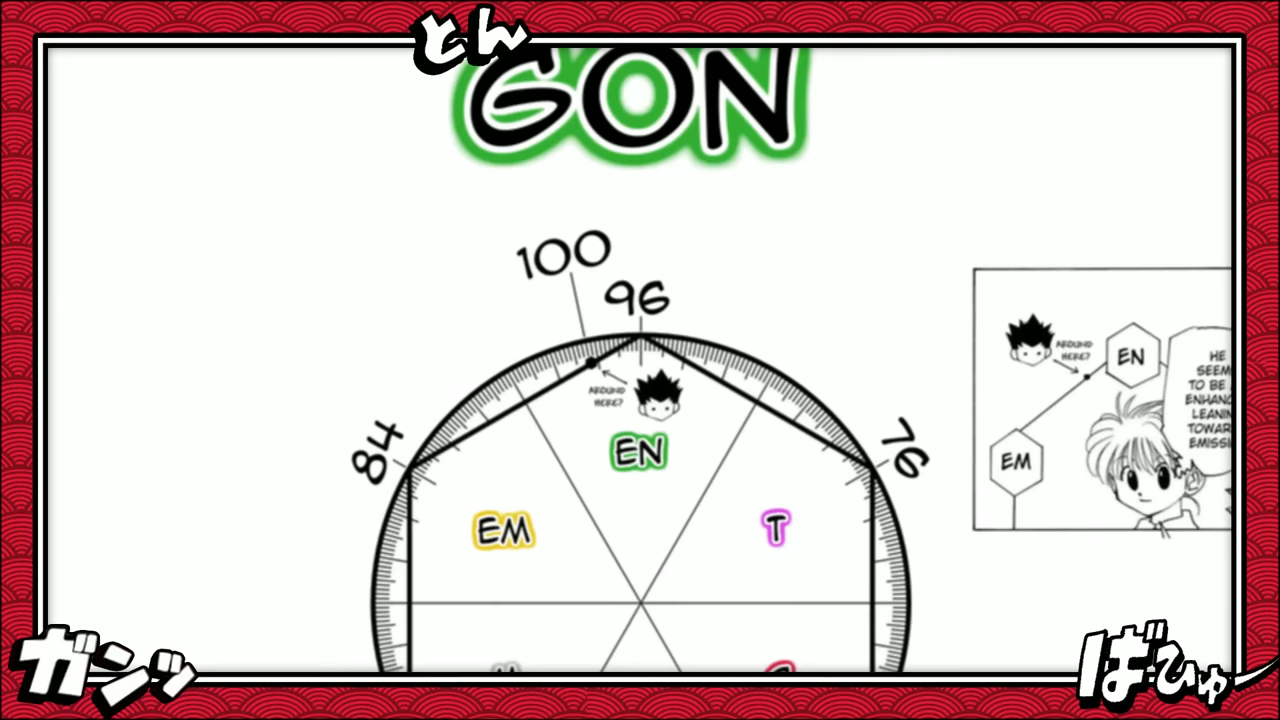 とん
GON
100
96
84
76
AROUND
HERE?
EN
EM
T
AROUND
HERE?
EN
EM
HE
SEEM
TO BE
ENHANC
LEANIN
TOWAR
EMISSI
ガンッ
ばひゅー